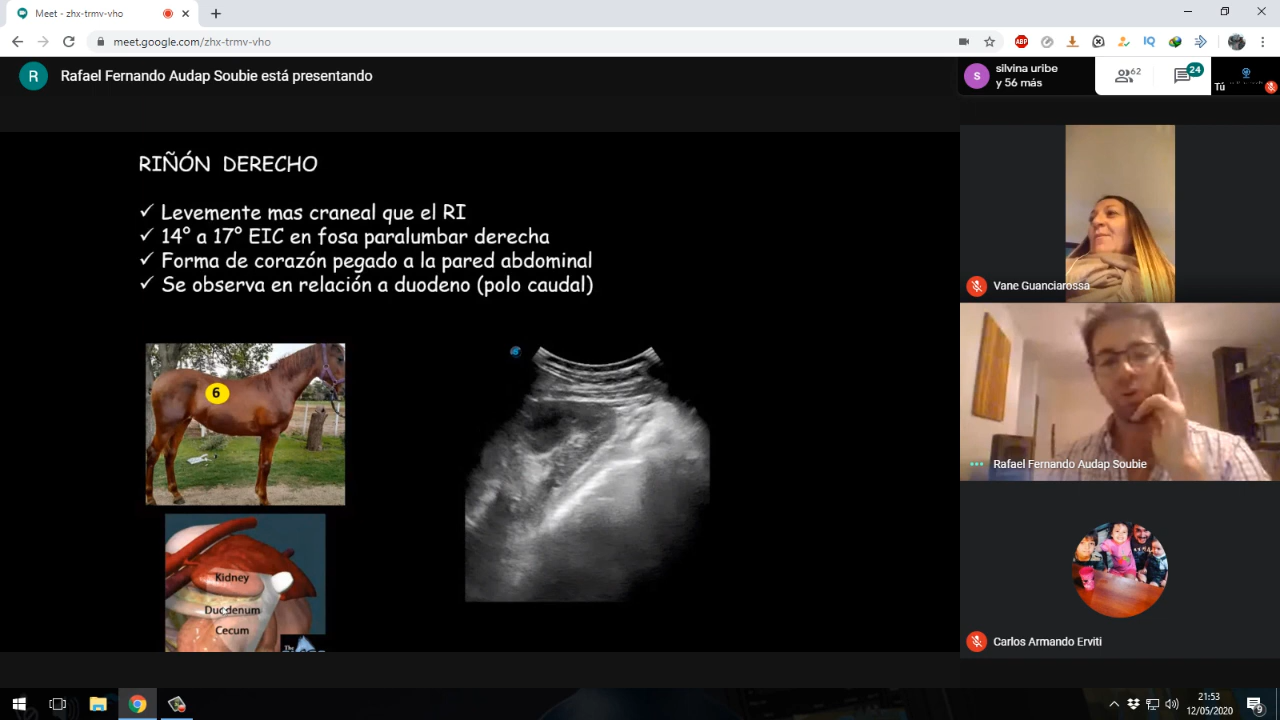 Meet - zhx-trmv-vho
meet.google.com/zhx-trmv-vho
ABP
IQ
R
Rafael Fernando Audap Soubie está presentando
S
silvina uribe
y 56 más
62
24
Tú
RIÑÓN DERECHO
✓ Levemente mas craneal que el RI
✓ 14° a 17° EIC en fosa paralumbar derecha
✓ Forma de corazón pegado a la pared abdominal
✓ Se observa en relación a duodeno (polo caudal)
6
Kidney
Duodenum
Cecum
The
Vane Guanciarossa
Rafael Fernando Audap Soubie
Carlos Armando Erviti
21:53
12/05/2020